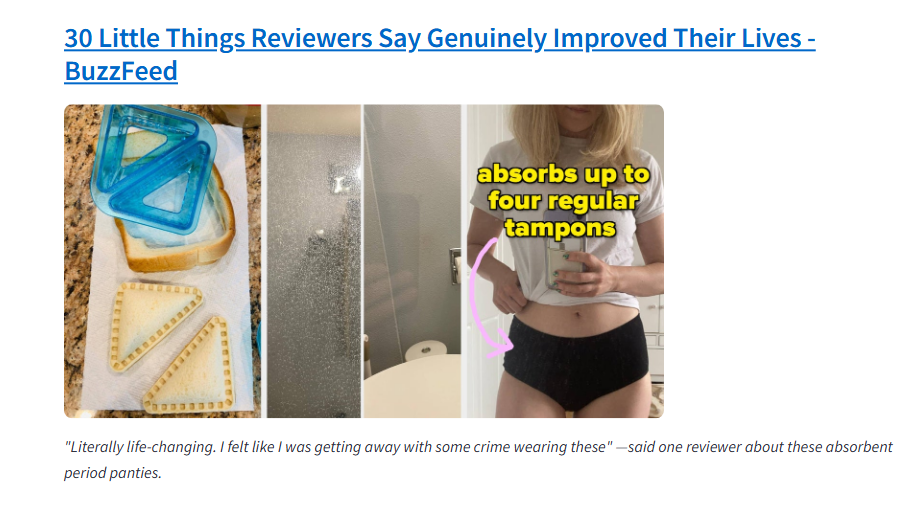 30 Little Things Reviewers Say Genuinely Improved Their Lives -
BuzzFeed
absorbs up to
four regular
tampons
"Literally life-changing. I felt like I was getting away with some crime wearing these" —said one reviewer about these absorbent
period panties.